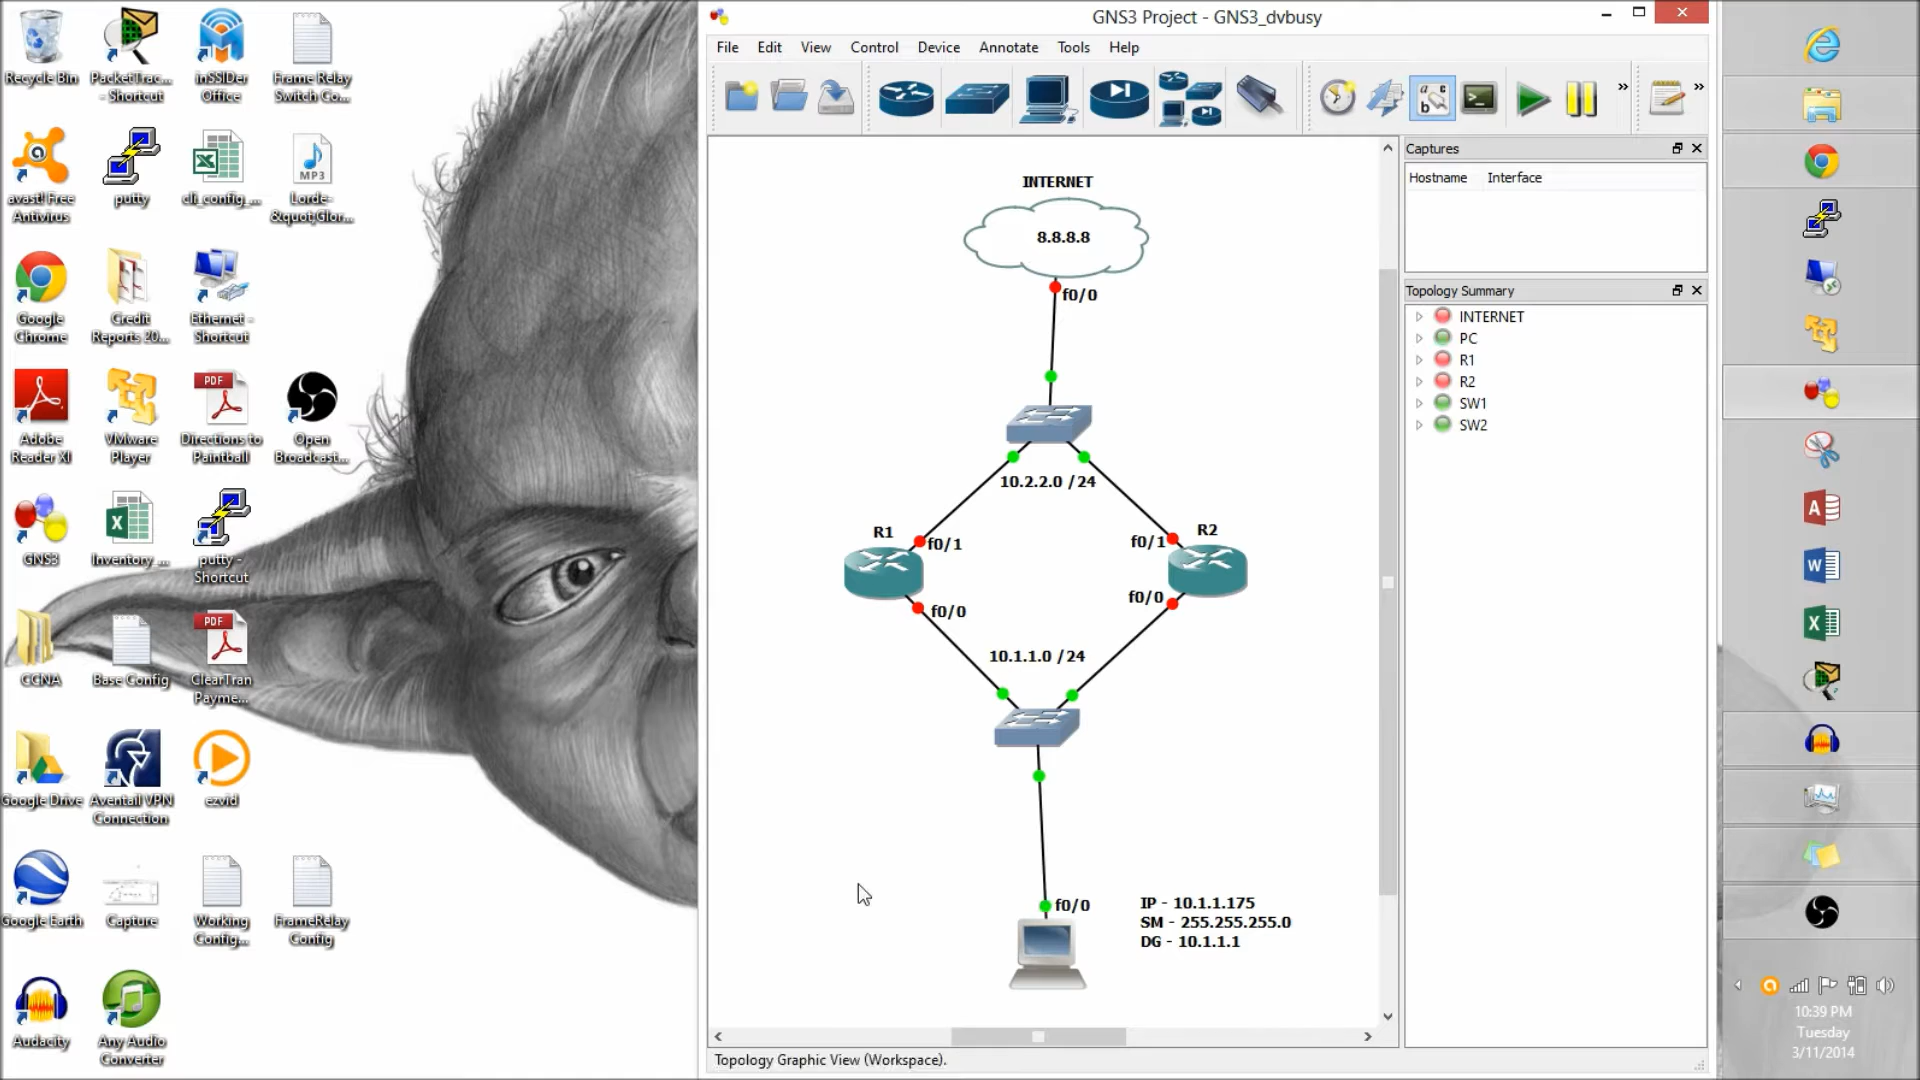 Recycle Bin
PacketTrac...
- Shortcut
inSSIDer
Office
Frame Relay
Switch Co...
avast! Free
Antivirus
putty
cli_config_...
MP3
Lorde-
&quot;Glor...
Google
Chrome
Credit
Reports 20...
Ethernet -
Shortcut
Adobe
Reader XI
VMware
Player
PDF
Directions to
Paintball
Open
Broadcast...
GNS3
Inventory_...
putty -
Shortcut
CCNA
Base Config
PDF
ClearTran
Payme...
Google Drive
Aventail VPN
Connection
ezvid
Google Earth
Capture
Working
Config...
FrameRelay
Config
Audacity
Any Audio
Converter
GNS3 Project - GNS3_dvbusy
File Edit View Control Device Annotate Tools Help
INTERNET
8.8.8.8
f0/0
10.2.2.0 /24
R1
f0/1
R2
f0/1
f0/0
f0/0
10.1.1.0 /24
f0/0
IP - 10.1.1.175
SM - 255.255.255.0
DG - 10.1.1.1
Topology Graphic View (Workspace).
Captures
Hostname Interface
Topology Summary
INTERNET
PC
R1
R2
SW1
SW2
10:39 PM
Tuesday
3/11/2014